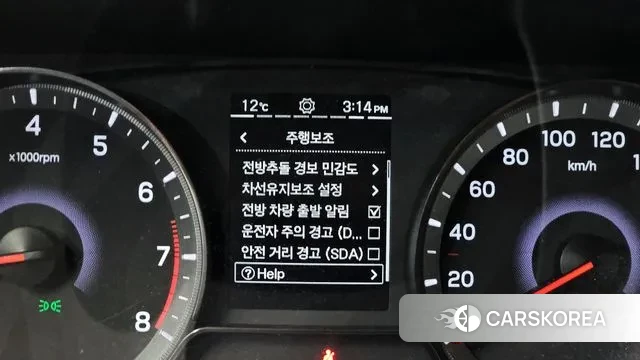 12°C 3:14 PM
주행보조
전방추돌 경보 민감도
차선유지보조 설정
전방 차량 출발 알림
운전자 주의 경고 (D...
안전 거리 경고 (SDA)
? Help
4
5
6
7
8
x1000rpm
20
40
60
80
100
120
km/h
CARSKOREA